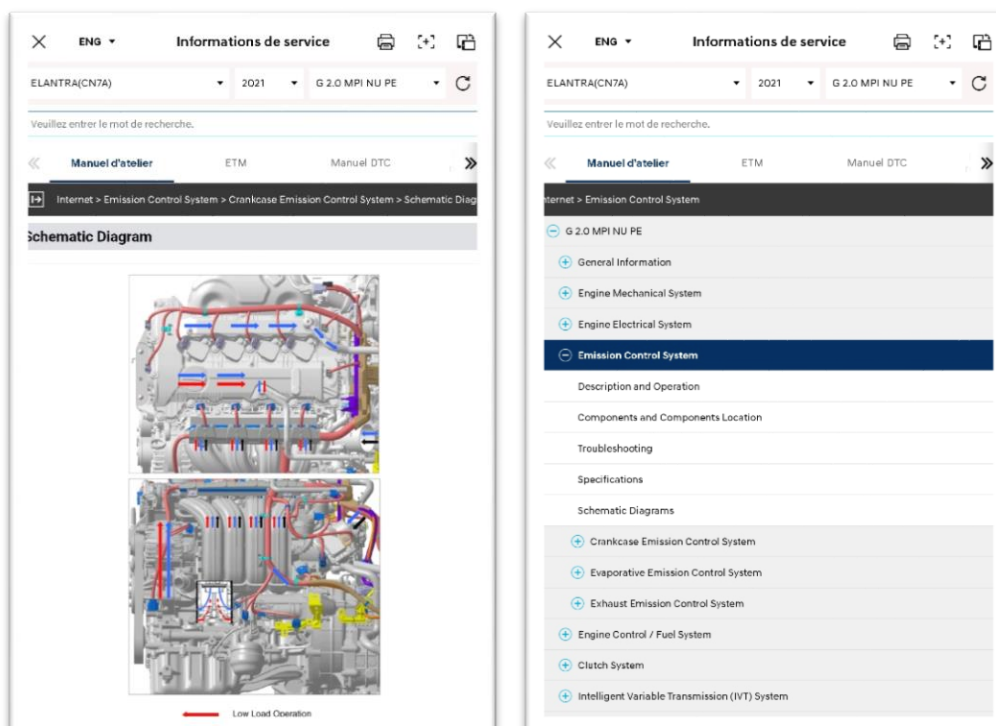 ENG
Informations de service
ELANTRA(CN7A)
2021
G 2.0 MPI NU PE
Veuillez entrer le mot de recherche.
Manuel d'atelier
ETM
Manuel DTC
Internet > Emission Control System > Crankcase Emission Control System > Schematic Diag
Schematic Diagram
Low Load Operation
ENG
Informations de service
ELANTRA(CN7A)
2021
G 2.0 MPI NU PE
Veuillez entrer le mot de recherche.
Manuel d'atelier
ETM
Manuel DTC
nternet > Emission Control System
G 2.0 MPI NU PE
General Information
Engine Mechanical System
Engine Electrical System
Emission Control System
Description and Operation
Components and Components Location
Troubleshooting
Specifications
Schematic Diagrams
Crankcase Emission Control System
Evaporative Emission Control System
Exhaust Emission Control System
Engine Control / Fuel System
Clutch System
Intelligent Variable Transmission (IVT) System